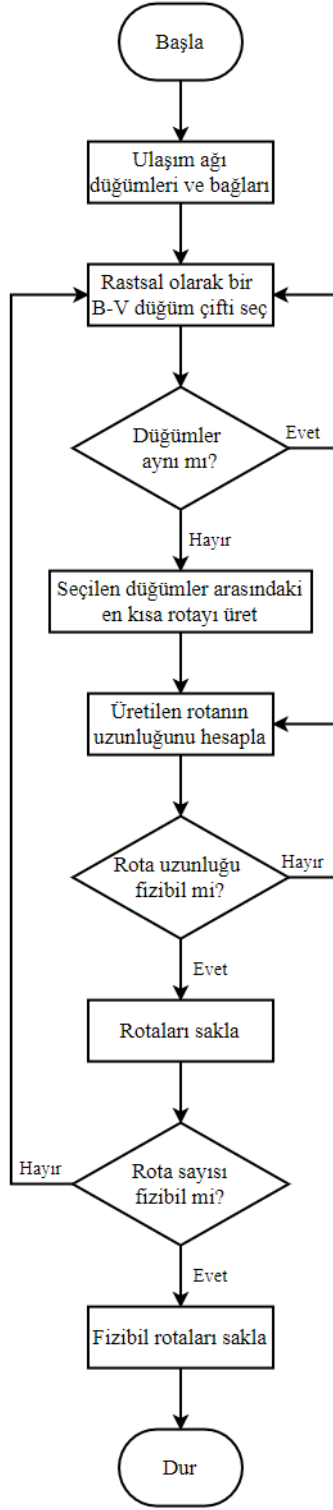 Başla
Ulaşım ağı
düğümleri ve bağları
Rastsal olarak bir
B-V düğüm çifti seç
Düğümler
aynı mı?
Evet
Hayır
Seçilen düğümler arasındaki
en kısa rotayı üret
Üretilen rotanın
uzunluğunu hesapla
Rota uzunluğu
fizibil mi?
Hayır
Evet
Rotaları sakla
Rota sayısı
fizibil mi?
Hayır
Evet
Fizibil rotaları sakla
Dur